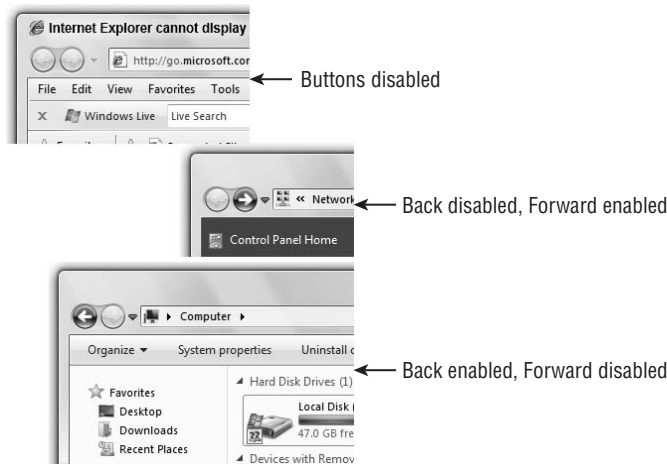 Internet Explorer cannot display
http://go.microsoft.com
File Edit View Favorites Tools
Buttons disabled
X Windows Live Live Search
« Network
Back disabled, Forward enabled
Control Panel Home
Computer
Organize System properties Uninstall
Hard Disk Drives (1)
Back enabled, Forward disabled
Favorites
Local Disk
Desktop
47.0 GB fre
Downloads
Recent Places
Devices with Remov